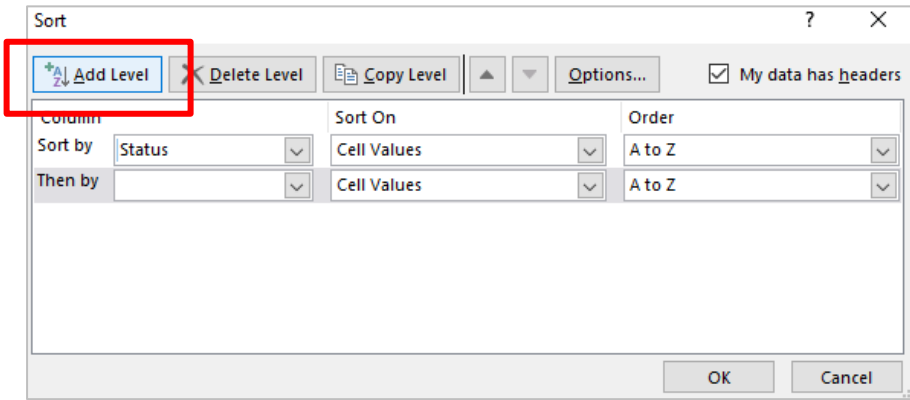 Sort ?
Add Level Delete Level Copy Level Options... My data has headers
Column Sort On Order
Sort by Status Cell Values A to Z
Then by Cell Values A to Z
OK Cancel